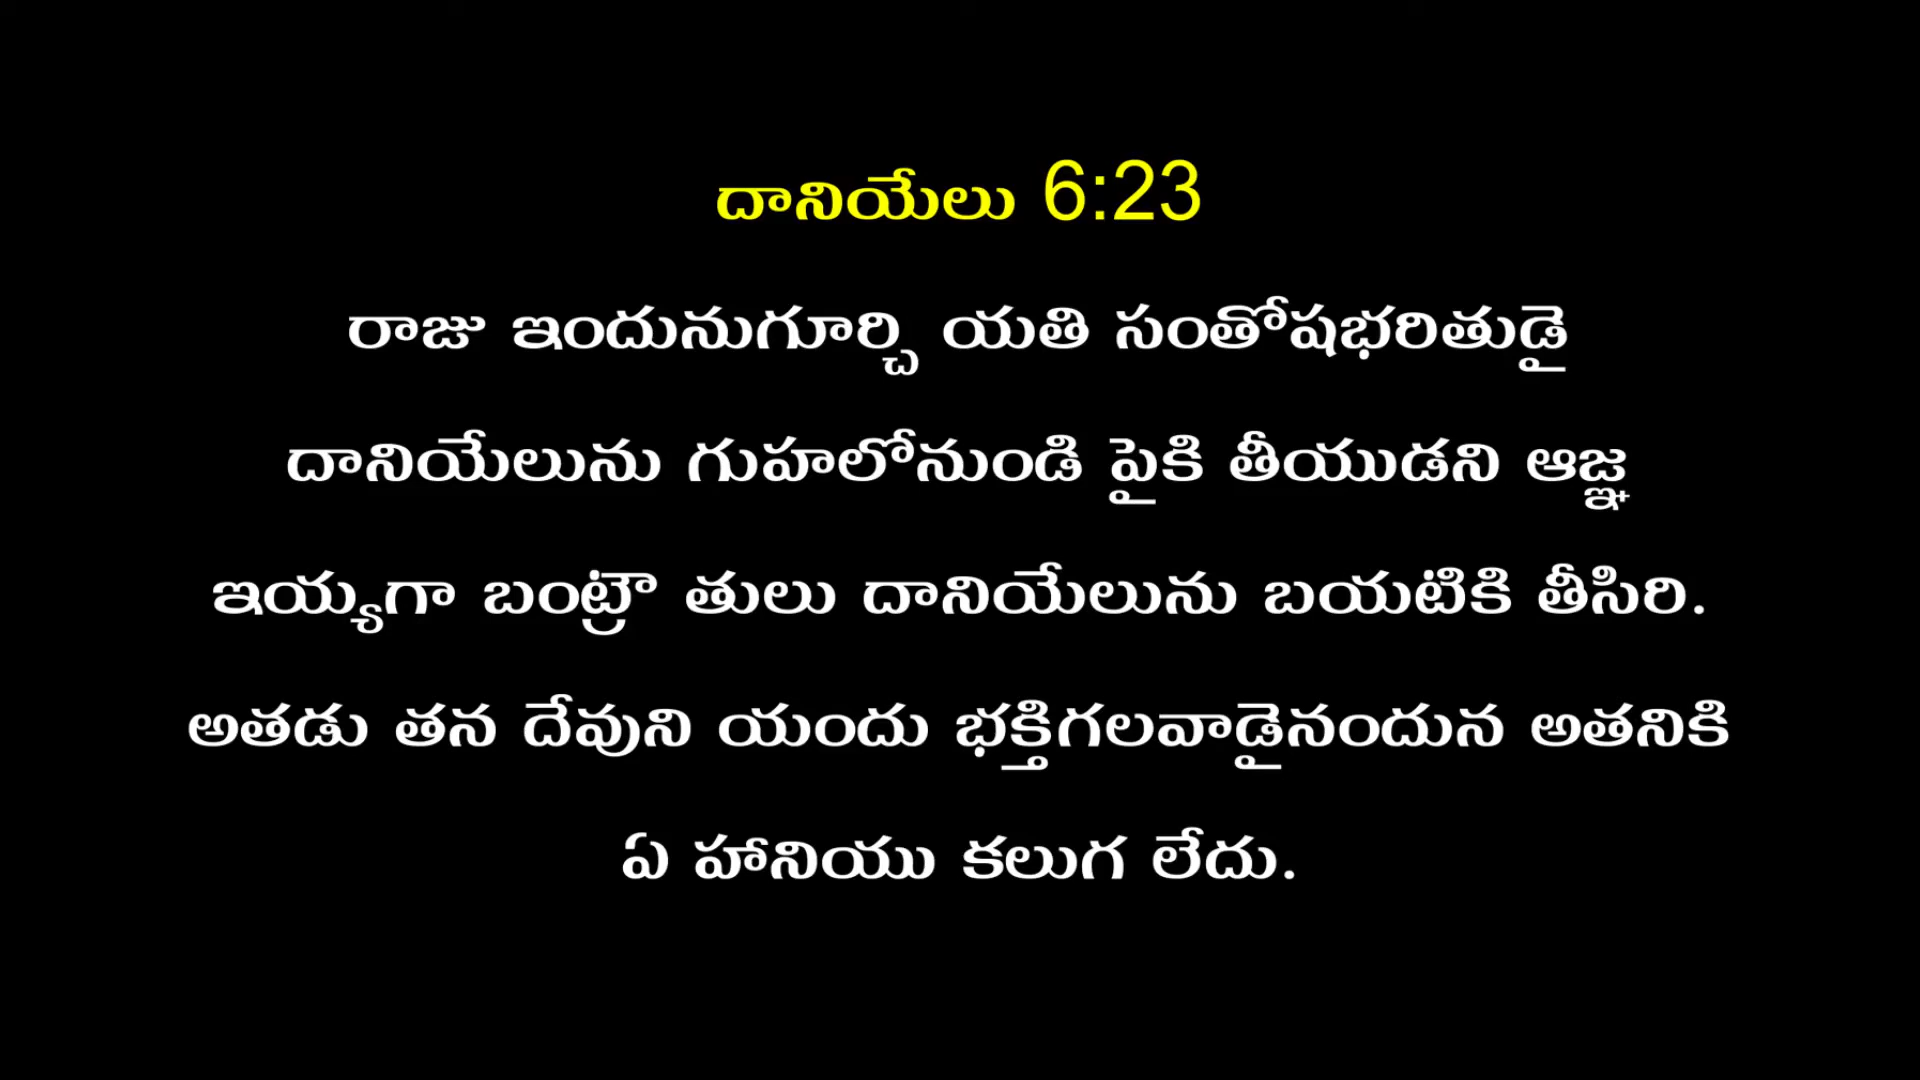 దానియేలు 6:23
రాజు ఇందునుగూర్చి యతి సంతోషభరితుడై
దానియేలును గుహలోనుండి పైకి తీయుడని ఆజ్ఞ
ఇయ్యగా బంట్రౌ తులు దానియేలును బయటికి తీసిరి.
అతడు తన దేవుని యందు భక్తిగలవాడైనందున అతనికి
ఏ హానియు కలుగ లేదు.